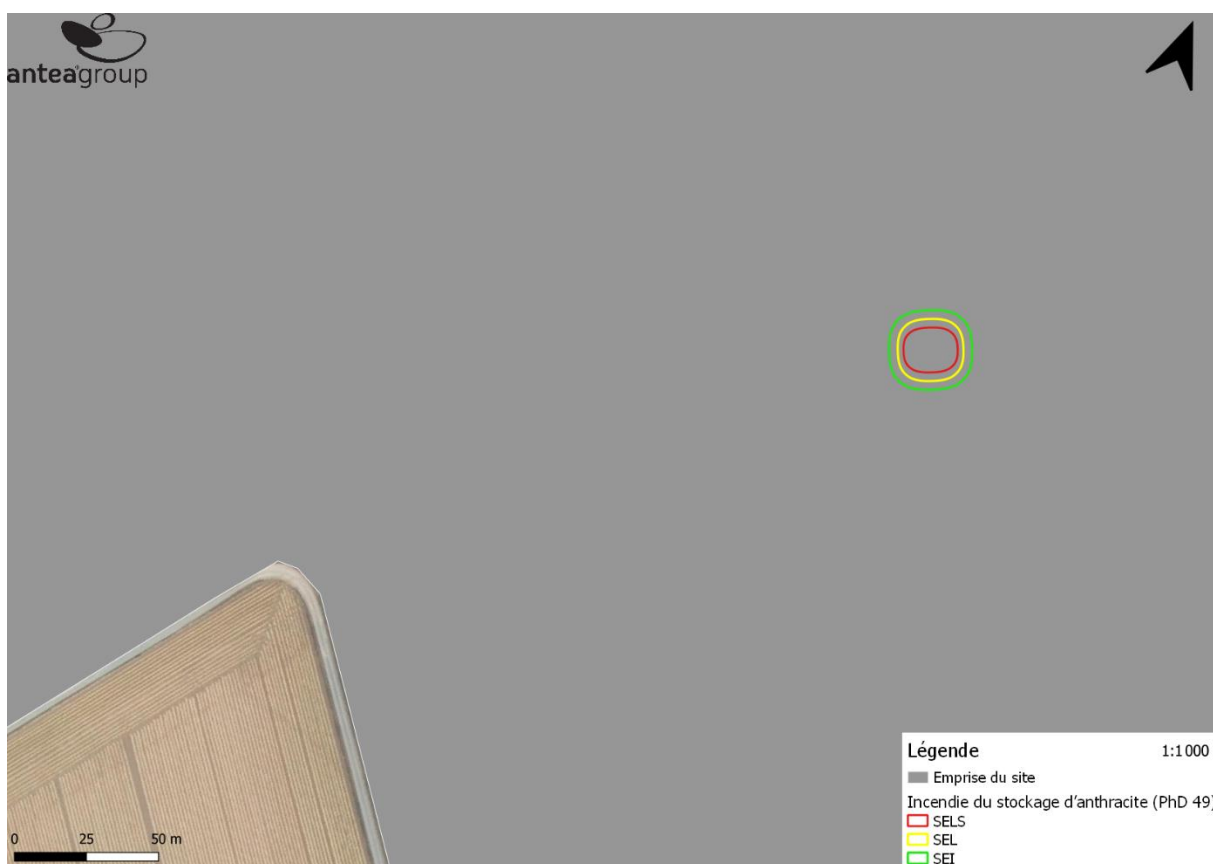 anteagroup
Légende 1:1000
Emprise du site
Incendie du stockage d'anthracite (PhD 49)
SELS
SEL
SEI
0 25 50 m